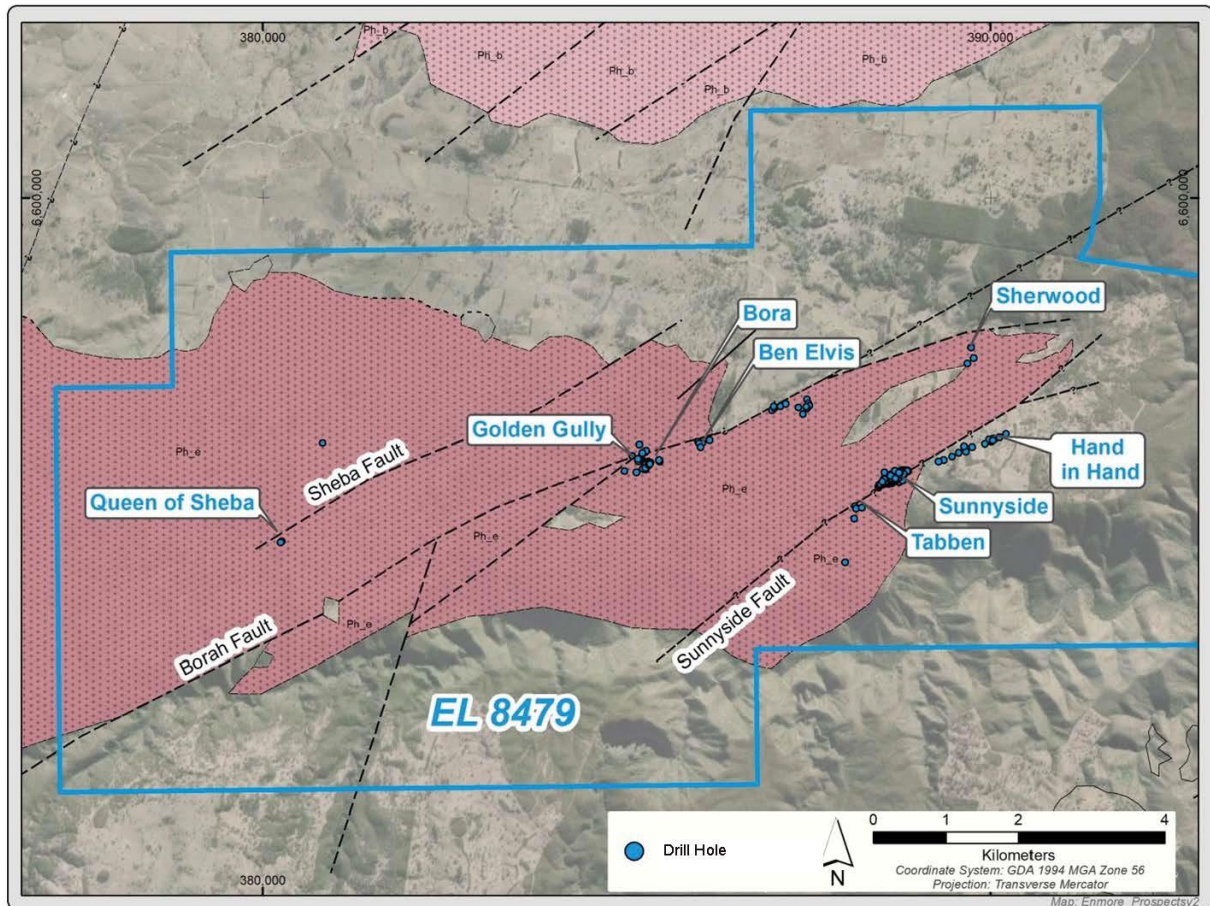 380,000
390,000
Ph_b
Ph_b
Ph_b
Ph_b
Ph_b
6,600,000
6,600,000
Sherwood
Bora
Ben Elvis
Golden Gully
Ph_e
Sheba Fault
Hand
in Hand
Queen of Sheba
Ph_e
Sunnyside
Ph_e
Tabben
Ph_e
Ph_e
Borah Fault
Sunnyside Fault
EL 8479
Drill Hole
N
0 1 2 4
Kilometers
Coordinate System: GDA 1994 MGA Zone 56
Projection: Transverse Mercator
380,000
Map: Enmore_Prospectsv2